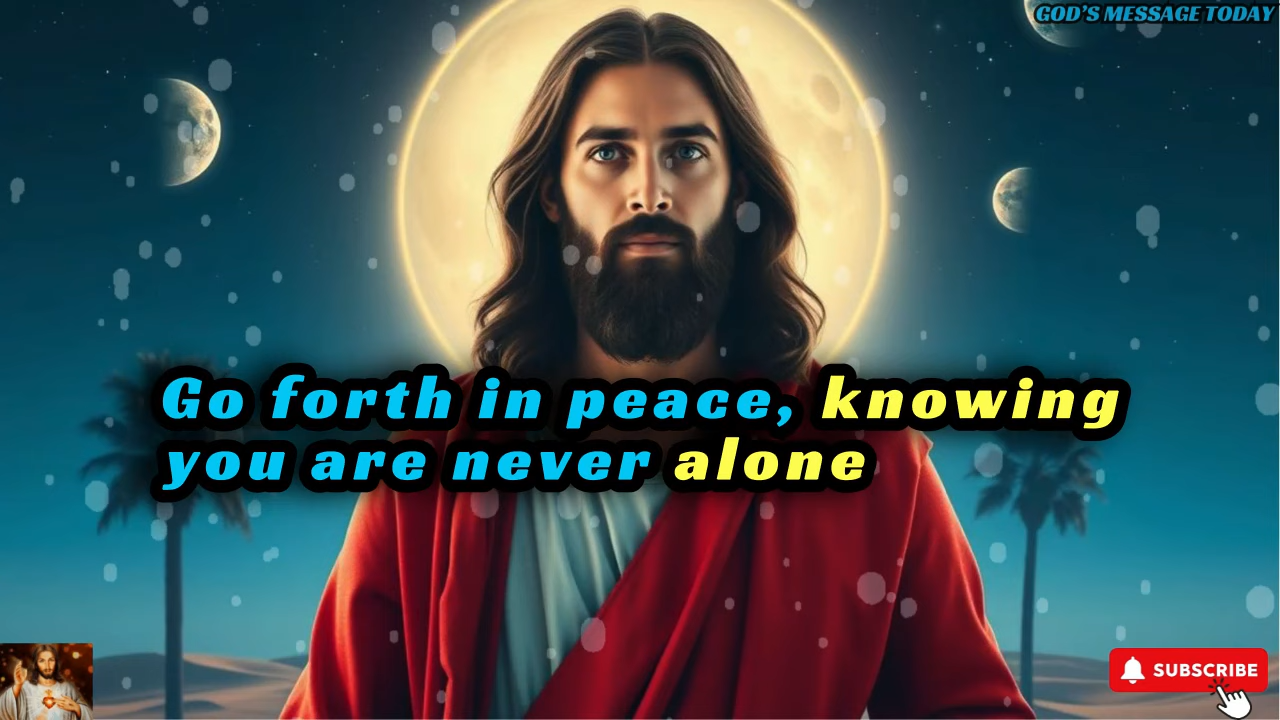 GOD'S MESSAGE TODAY
Go forth in peace, knowing
you are never alone
SUBSCRIBE